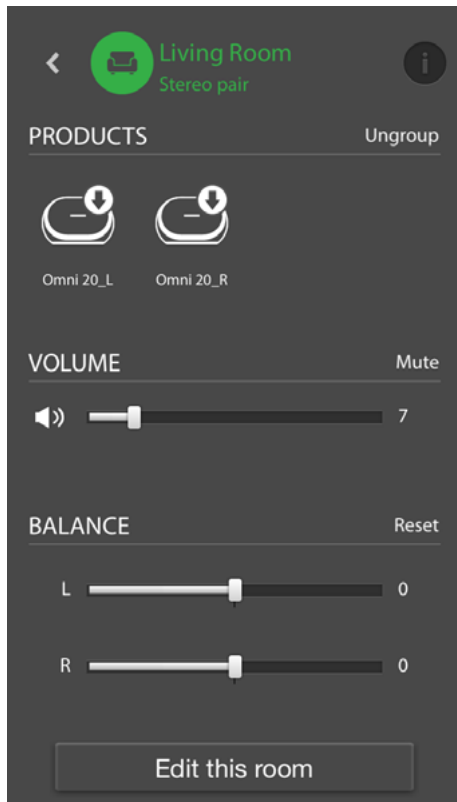 Living Room
Stereo pair
i
PRODUCTS Ungroup
Omni 20_L Omni 20_R
VOLUME Mute
7
BALANCE Reset
L 0
R 0
Edit this room